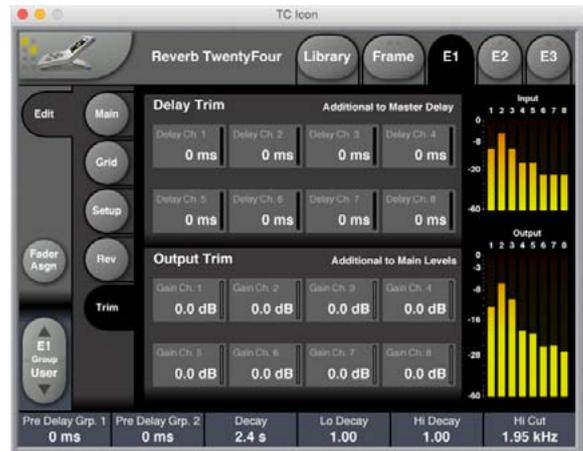 TC Icon
Reverb TwentyFour
Library
Frame
E1
E2
E3
Edit
Main
Grid
Setup
Rev
Trim
Fader Asgn
E1
Group
User
Delay Trim Additional to Master Delay
Delay Ch. 1 Delay Ch. 2 Delay Ch. 3 Delay Ch. 4
0 ms 0 ms 0 ms 0 ms
Delay Ch. 5 Delay Ch. 6 Delay Ch. 7 Delay Ch. 8
0 ms 0 ms 0 ms 0 ms
Output Trim Additional to Main Levels
Gain Ch. 1 Gain Ch. 2 Gain Ch. 3 Gain Ch. 4
0.0 dB 0.0 dB 0.0 dB 0.0 dB
Gain Ch. 5 Gain Ch. 6 Gain Ch. 7 Gain Ch. 8
0.0 dB 0.0 dB 0.0 dB 0.0 dB
Input
1 2 3 4 5 6 7 8
0
-8
-20
-60
Output
1 2 3 4 5 6 7 8
0
-3
-8
-16
-28
-60
Pre Delay Grp. 1 Pre Delay Grp. 2 Decay Lo Decay Hi Decay Hi Cut
0 ms 0 ms 2.4 s 1.00 1.00 1.95 kHz